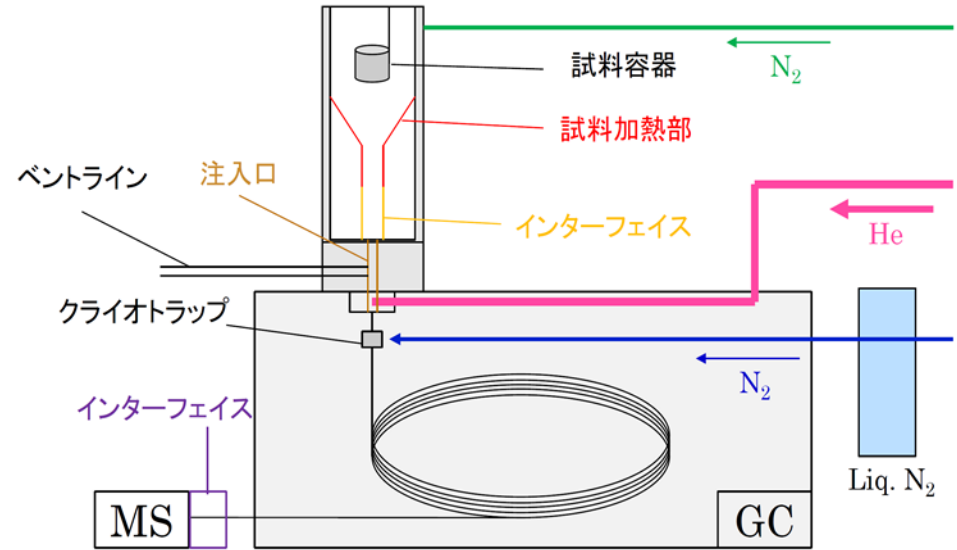 N₂
試料容器
試料加熱部
ベントライン
注入口
インターフェイス
He
クライオトラップ
N₂
インターフェイス
Liq. N₂
MS
GC